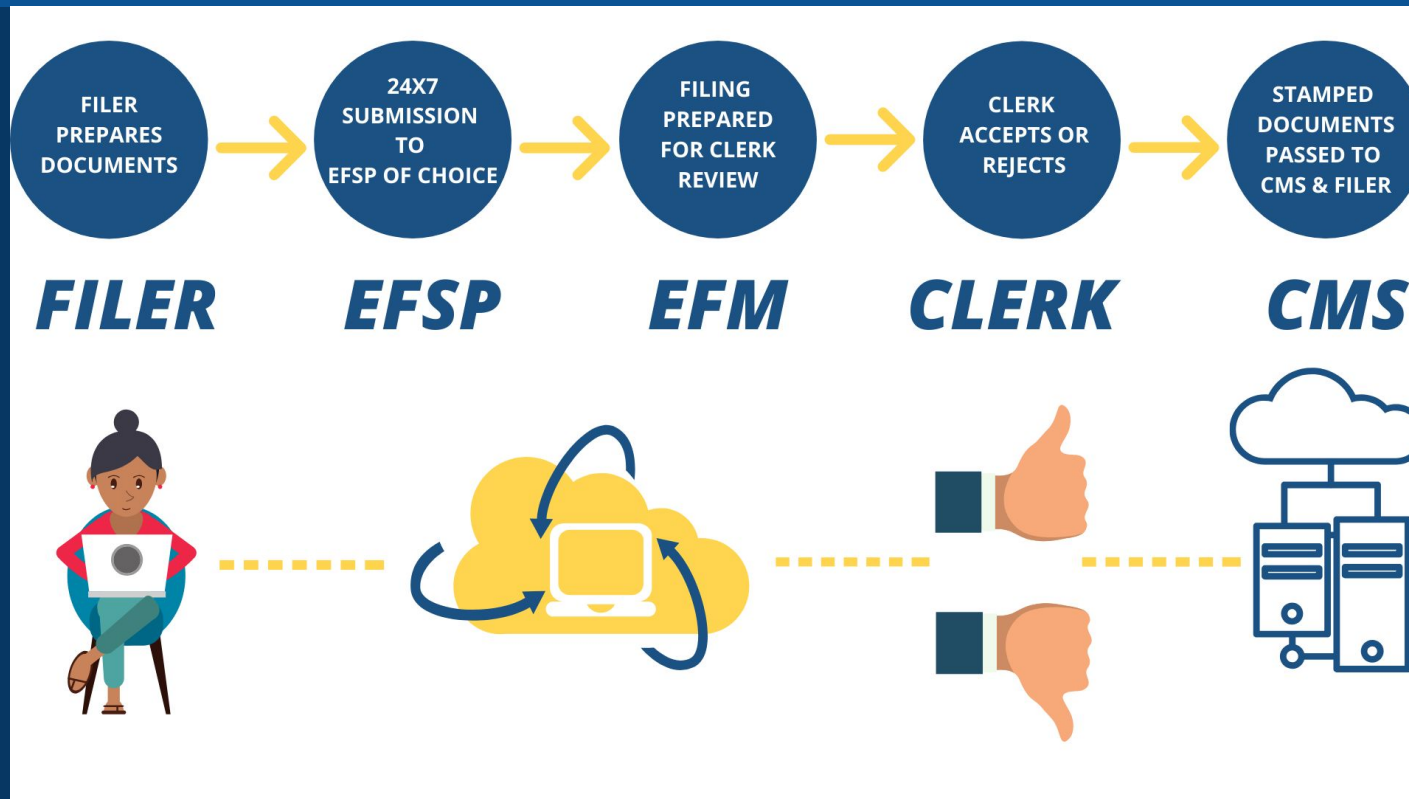 FILER
PREPARES
DOCUMENTS
24X7
SUBMISSION
TO
EFSP OF CHOICE
FILING
PREPARED
FOR CLERK
REVIEW
CLERK
ACCEPTS OR
REJECTS
STAMPED
DOCUMENTS
PASSED TO
CMS & FILER
FILER
EFSP
EFM
CLERK
CMS